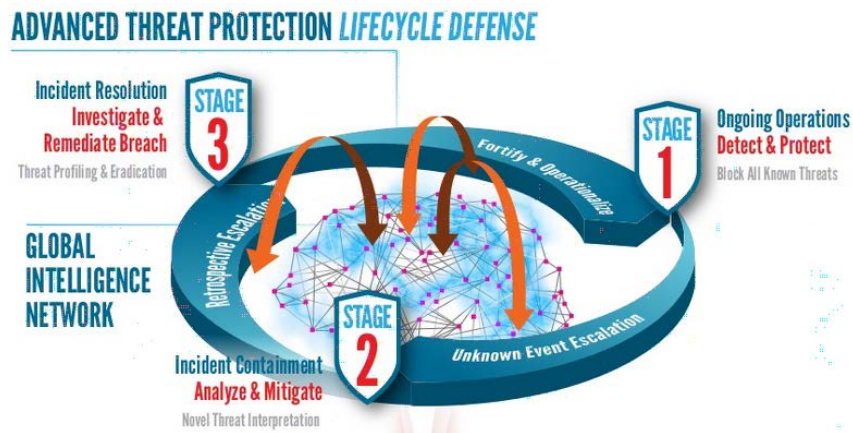 ADVANCED THREAT PROTECTION LIFECYCLE DEFENSE
Incident Resolution
Investigate &
Remediate Breach
Threat Profiling & Eradication
STAGE
3
STAGE
1
Ongoing Operations
Detect & Protect
Block All Known Threats
Fortify & Operationalize
Retrospective Escalation
GLOBAL
INTELLIGENCE
NETWORK
STAGE
2
Unknown Event Escalation
Incident Containment
Analyze & Mitigate
Novel Threat Interpretation